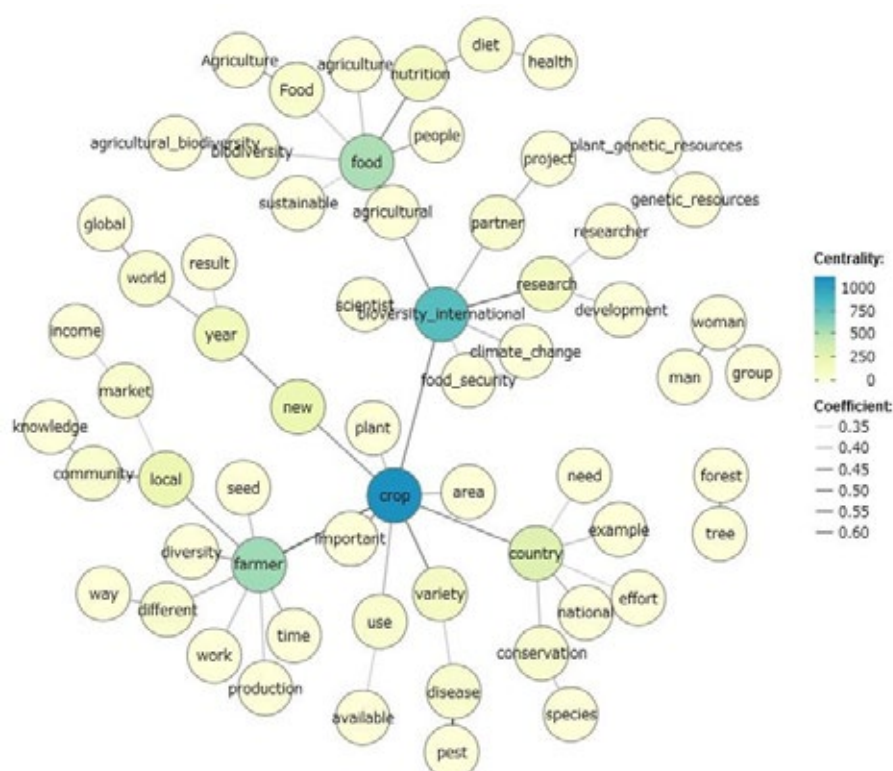 diet
Agriculture
agriculture
nutrition
health
Food
people
agricultural_biodiversity
biodiversity
food
project
plant_genetic_resources
sustainable
agricultural
partner
genetic_resources
global
researcher
result
world
research
scientist
bioversity_international
development
Centrality:
1000
750
500
250
0
income
year
woman
climate_change
food_security
man
group
market
new
Coefficient:
0.35
0.40
0.45
0.50
0.55
0.60
knowledge
plant
community
local
seed
crop
area
need
forest
important
example
tree
diversity
farmer
country
way
different
variety
effort
national
use
time
work
conservation
production
disease
available
species
pest